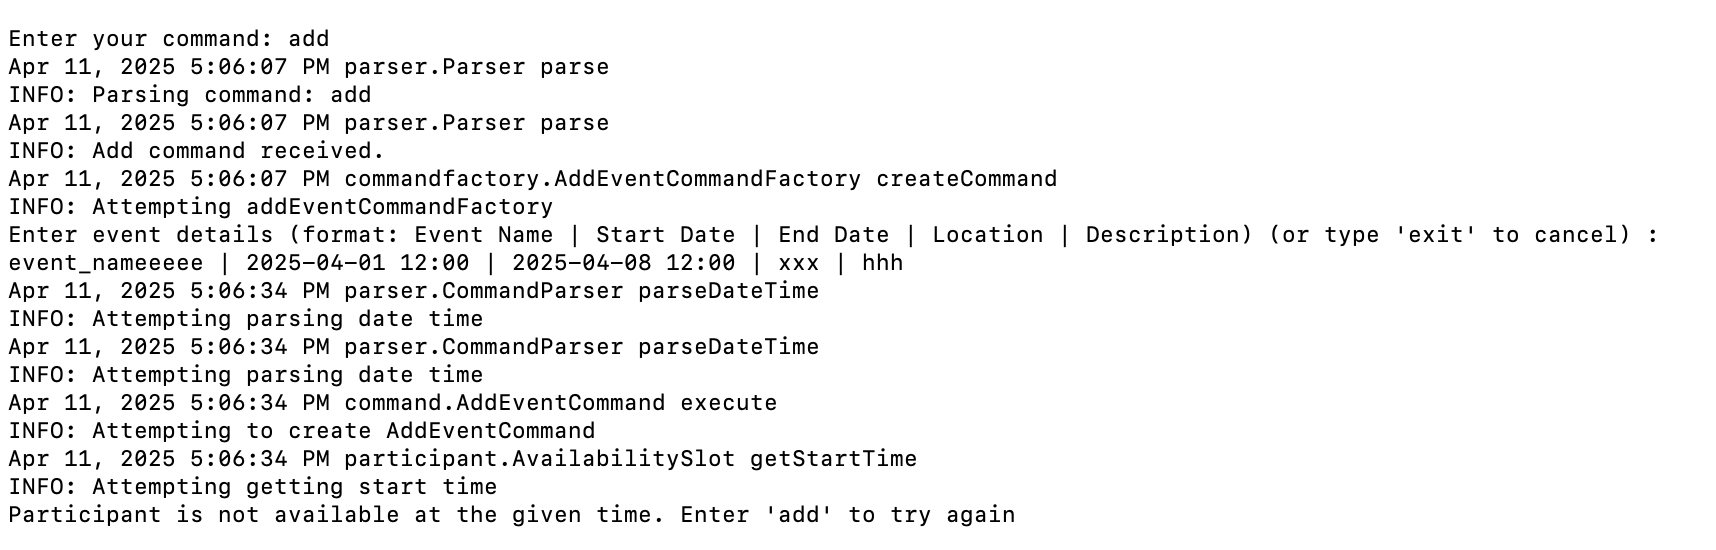 Enter your command: add
Apr 11, 2025 5:06:07 PM parser.Parser parse
INFO: Parsing command: add
Apr 11, 2025 5:06:07 PM parser.Parser parse
INFO: Add command received.
Apr 11, 2025 5:06:07 PM commandfactory.AddEventCommandFactory createCommand
INFO: Attempting addEventCommandFactory
Enter event details (format: Event Name | Start Date | End Date | Location | Description) (or type 'exit' to cancel) :
event_nameeeee | 2025-04-01 12:00 | 2025-04-08 12:00 | xxx | hhh
Apr 11, 2025 5:06:34 PM parser.CommandParser parseDateTime
INFO: Attempting parsing date time
Apr 11, 2025 5:06:34 PM parser.CommandParser parseDateTime
INFO: Attempting parsing date time
Apr 11, 2025 5:06:34 PM command.AddEventCommand execute
INFO: Attempting to create AddEventCommand
Apr 11, 2025 5:06:34 PM participant.AvailabilitySlot getStartTime
INFO: Attempting getting start time
Participant is not available at the given time. Enter 'add' to try again